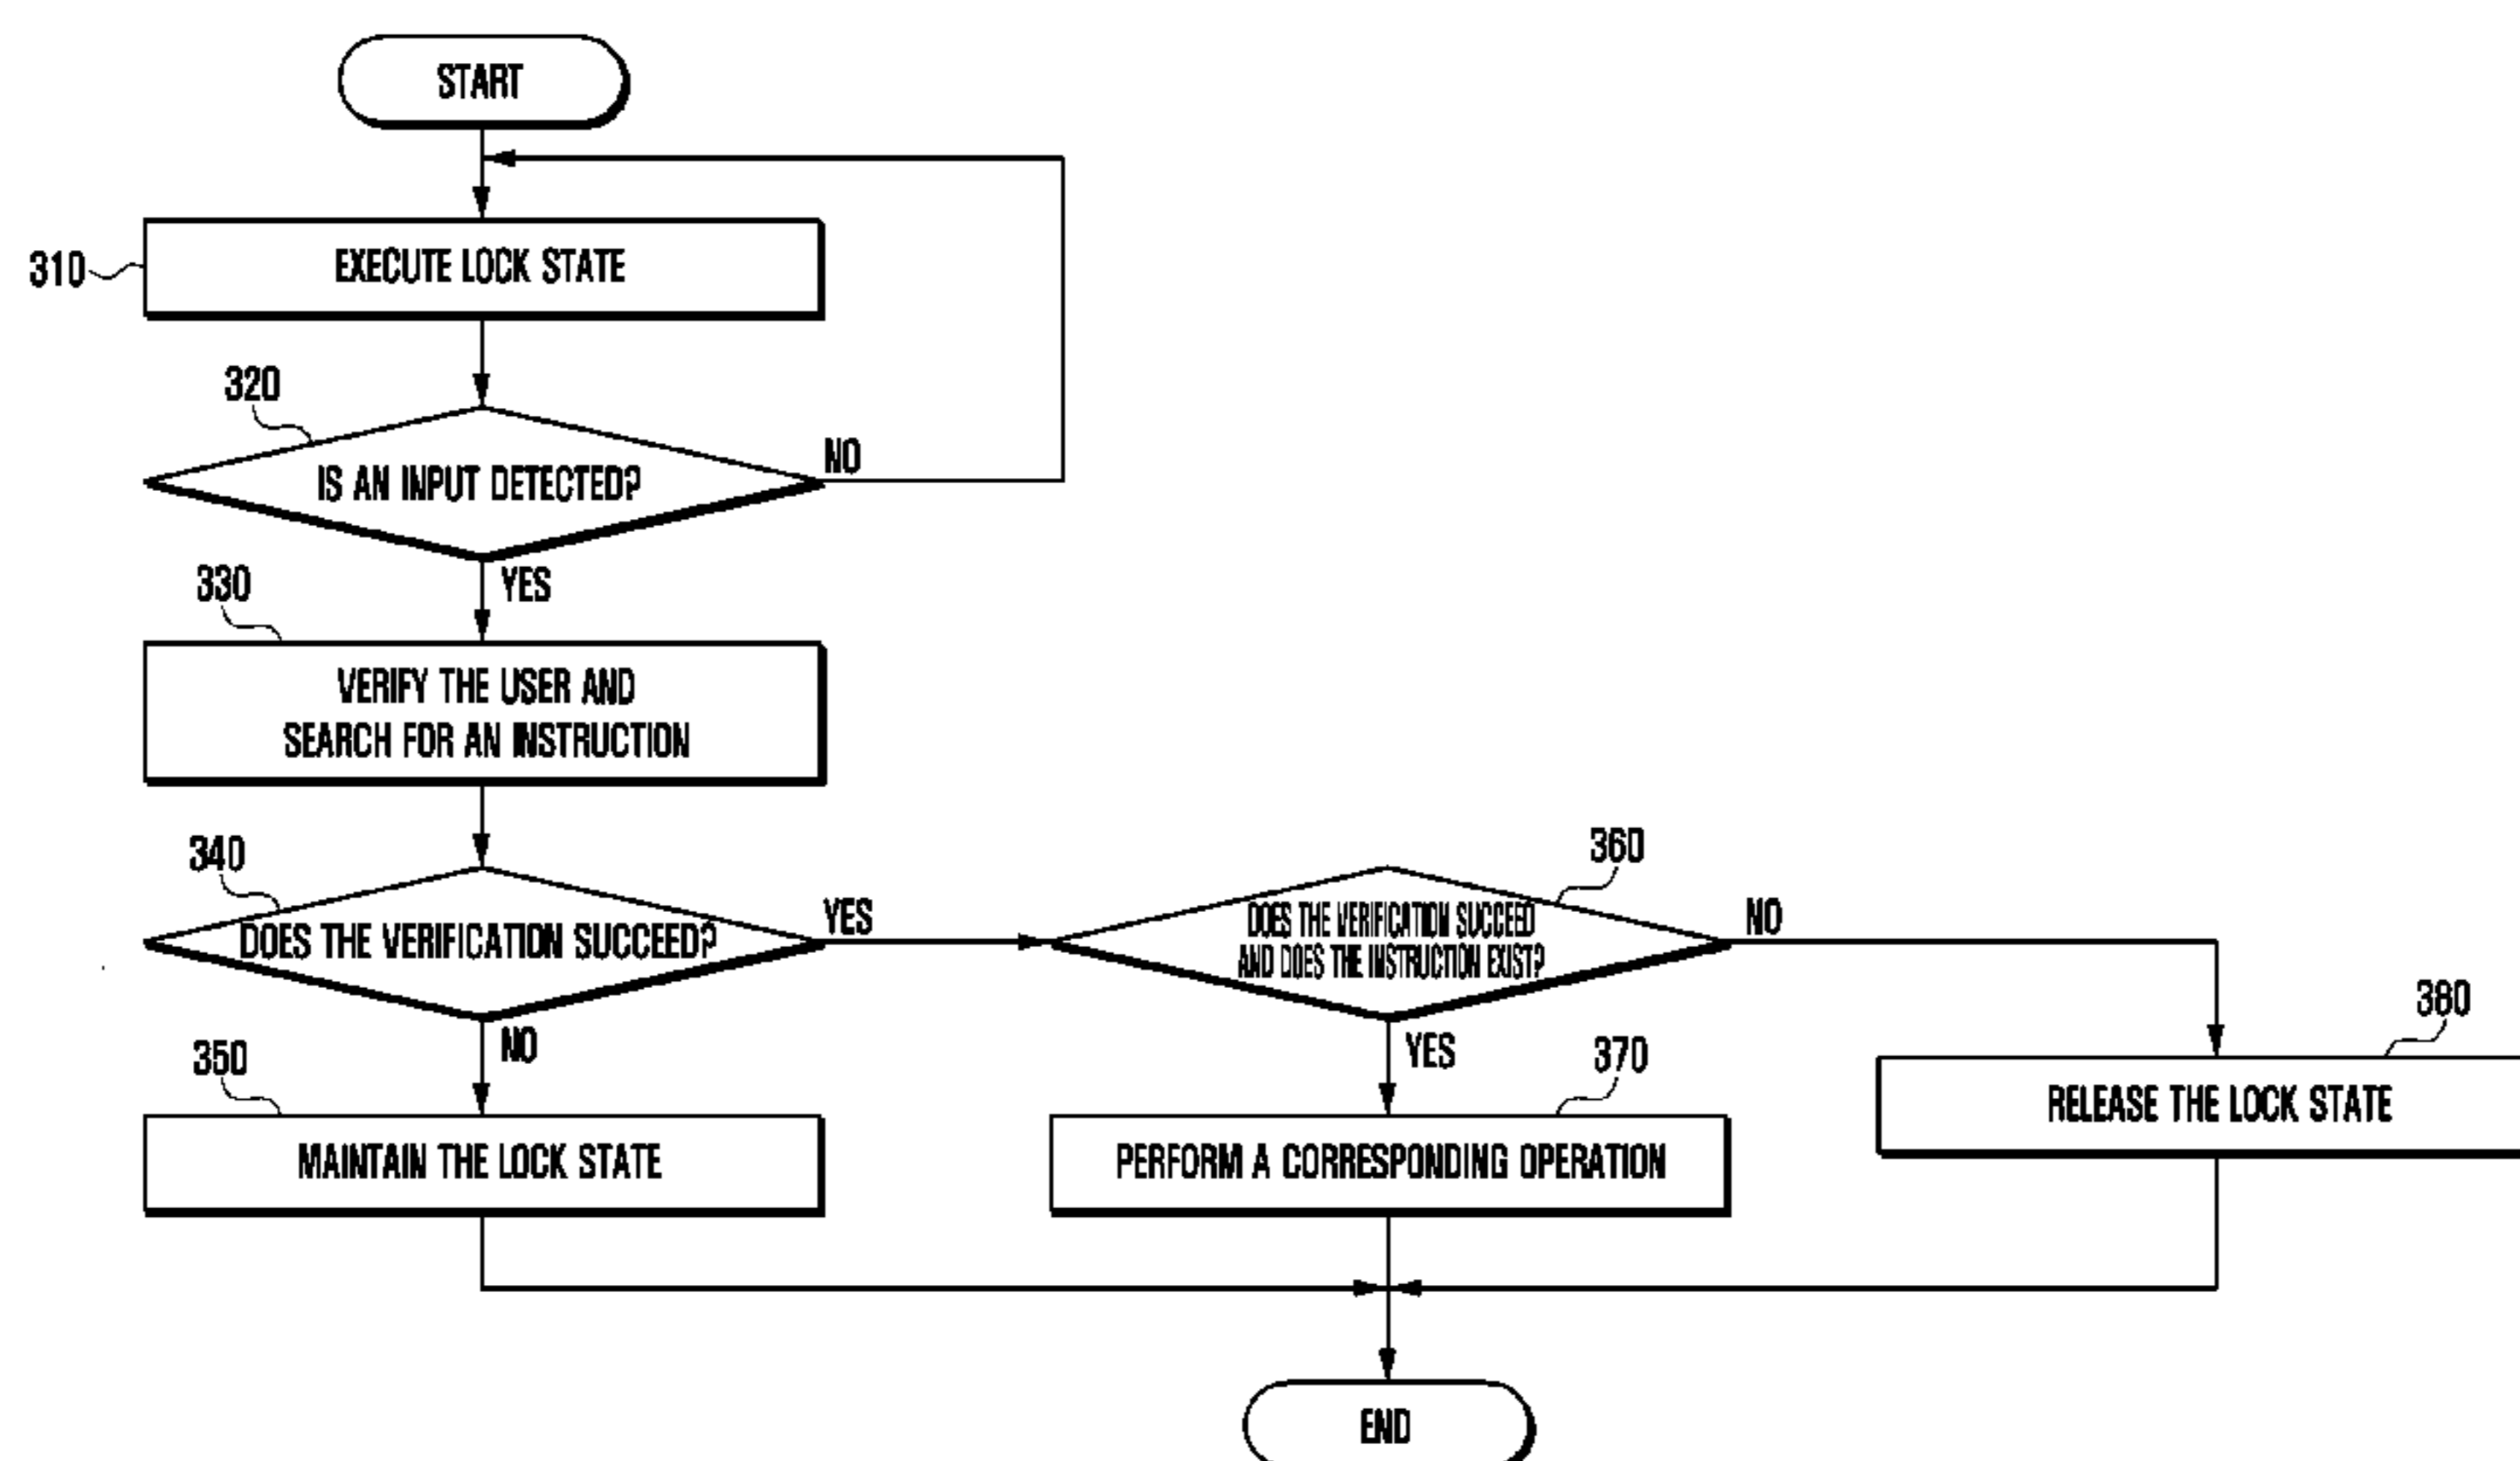 START
310
EXECUTE LOCK STATE
320
IS AN INPUT DETECTED?
NO
YES
330
VERIFY THE USER AND
SEARCH FOR AN INSTRUCTION
340
DOES THE VERIFICATION SUCCEED?
YES
NO
360
DOES THE VERIFICATION SUCCEED
AND DOES THE INSTRUCTION EXIST?
NO
YES
350
MAINTAIN THE LOCK STATE
370
PERFORM A CORRESPONDING OPERATION
380
RELEASE THE LOCK STATE
END